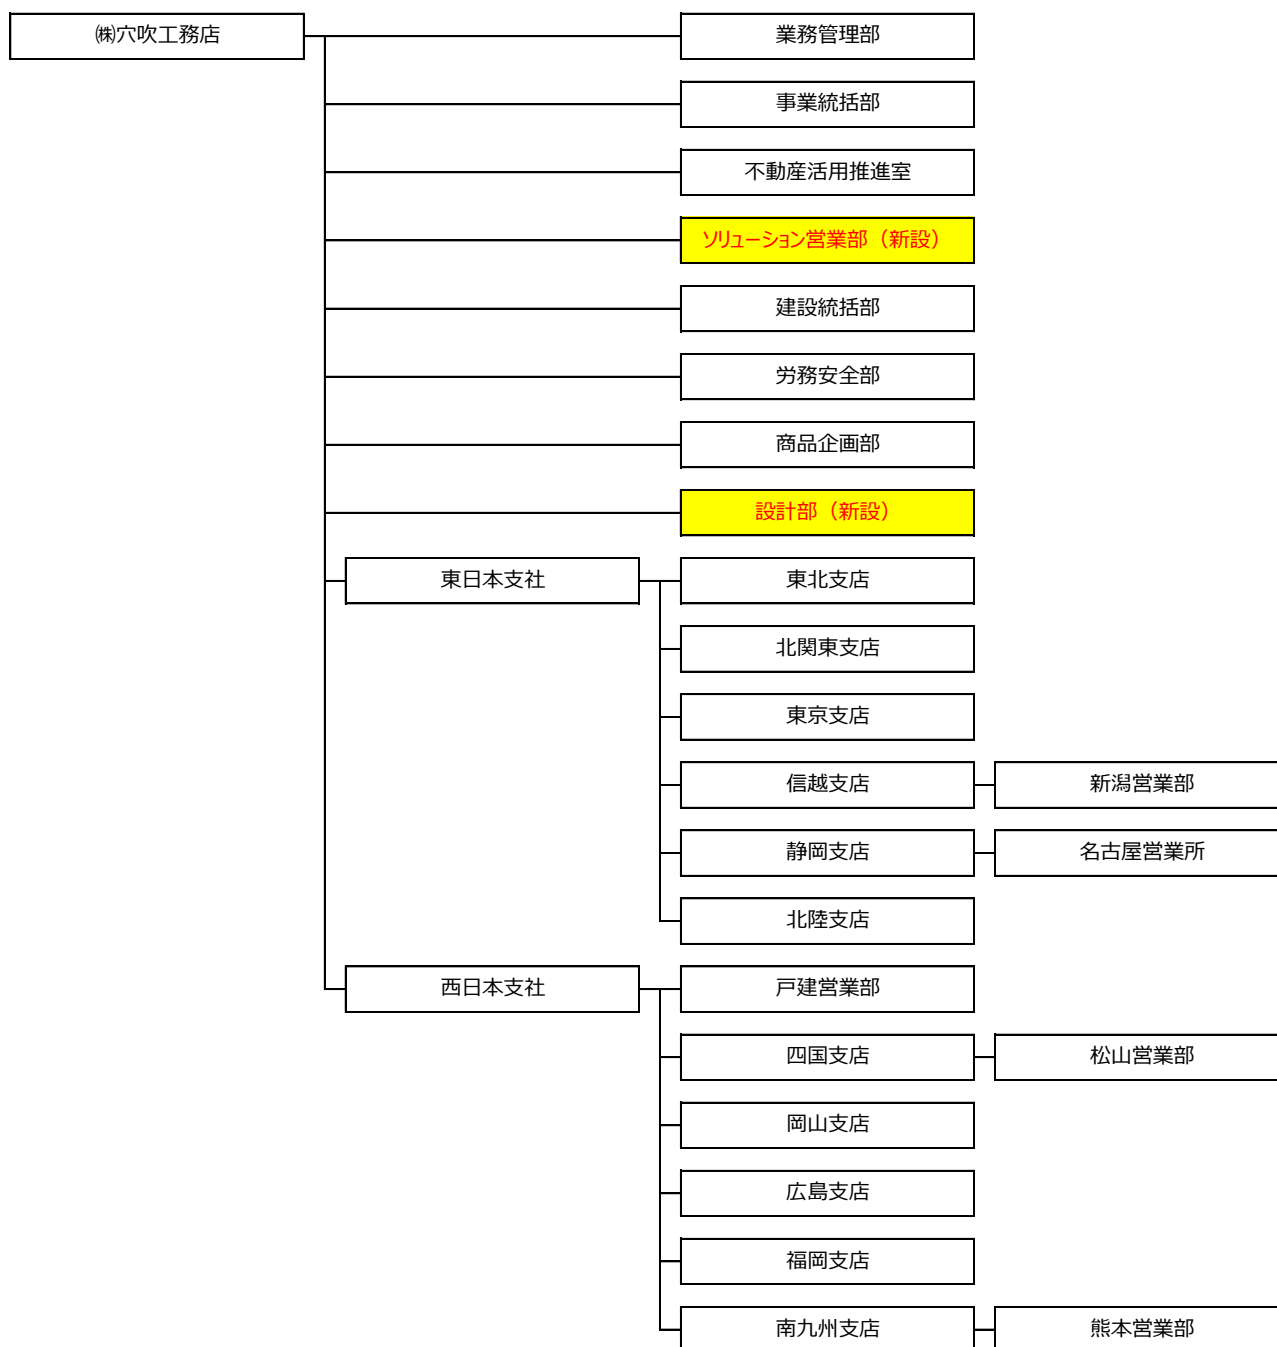 ㈱穴吹工務店
業務管理部
事業統括部
不動産活用推進室
ソリューション営業部（新設）
建設統括部
労務安全部
商品企画部
設計部（新設）
東日本支社
東北支店
北関東支店
東京支店
信越支店
新潟営業部
静岡支店
名古屋営業所
北陸支店
西日本支社
戸建営業部
四国支店
松山営業部
岡山支店
広島支店
福岡支店
南九州支店
熊本営業部